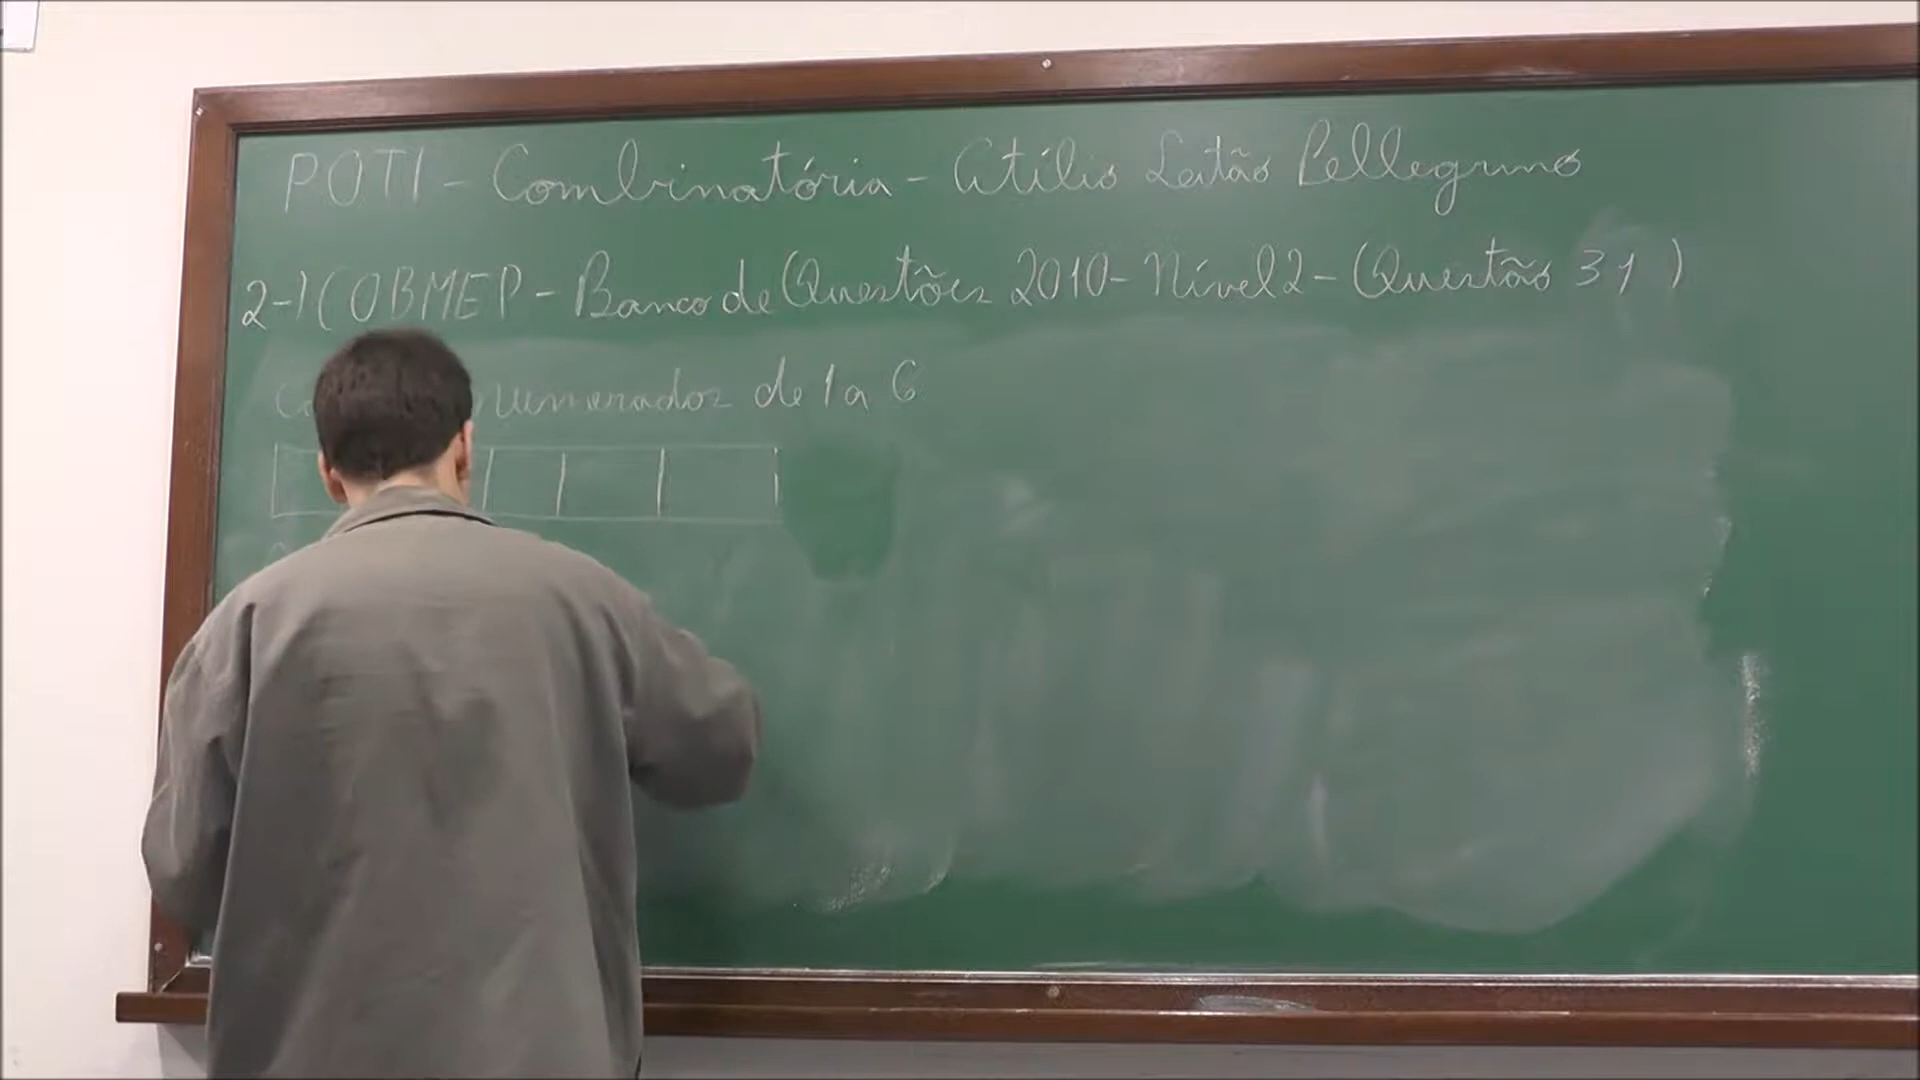 POTI - Combinatória - Atílio Leitão Pellegrino
2-) (OBMEP - Banco de Questões 2010 - Nível 2 - (Questão 31)
numerados de 1 a 6